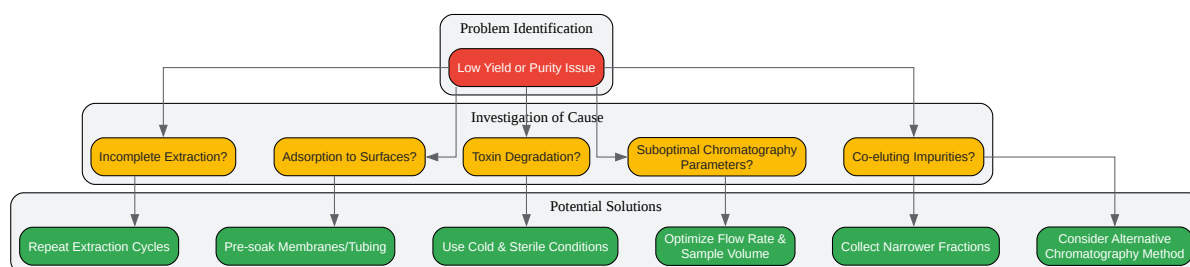 Problem Identification
Low Yield or Purity Issue
Investigation of Cause
Incomplete Extraction?
Adsorption to Surfaces?
Toxin Degradation?
Suboptimal Chromatography
Parameters?
Co-eluting Impurities?
Potential Solutions
Repeat Extraction Cycles
Pre-soak Membranes/Tubing
Use Cold & Sterile Conditions
Optimize Flow Rate &
Sample Volume
Collect Narrower Fractions
Consider Alternative
Chromatography Method